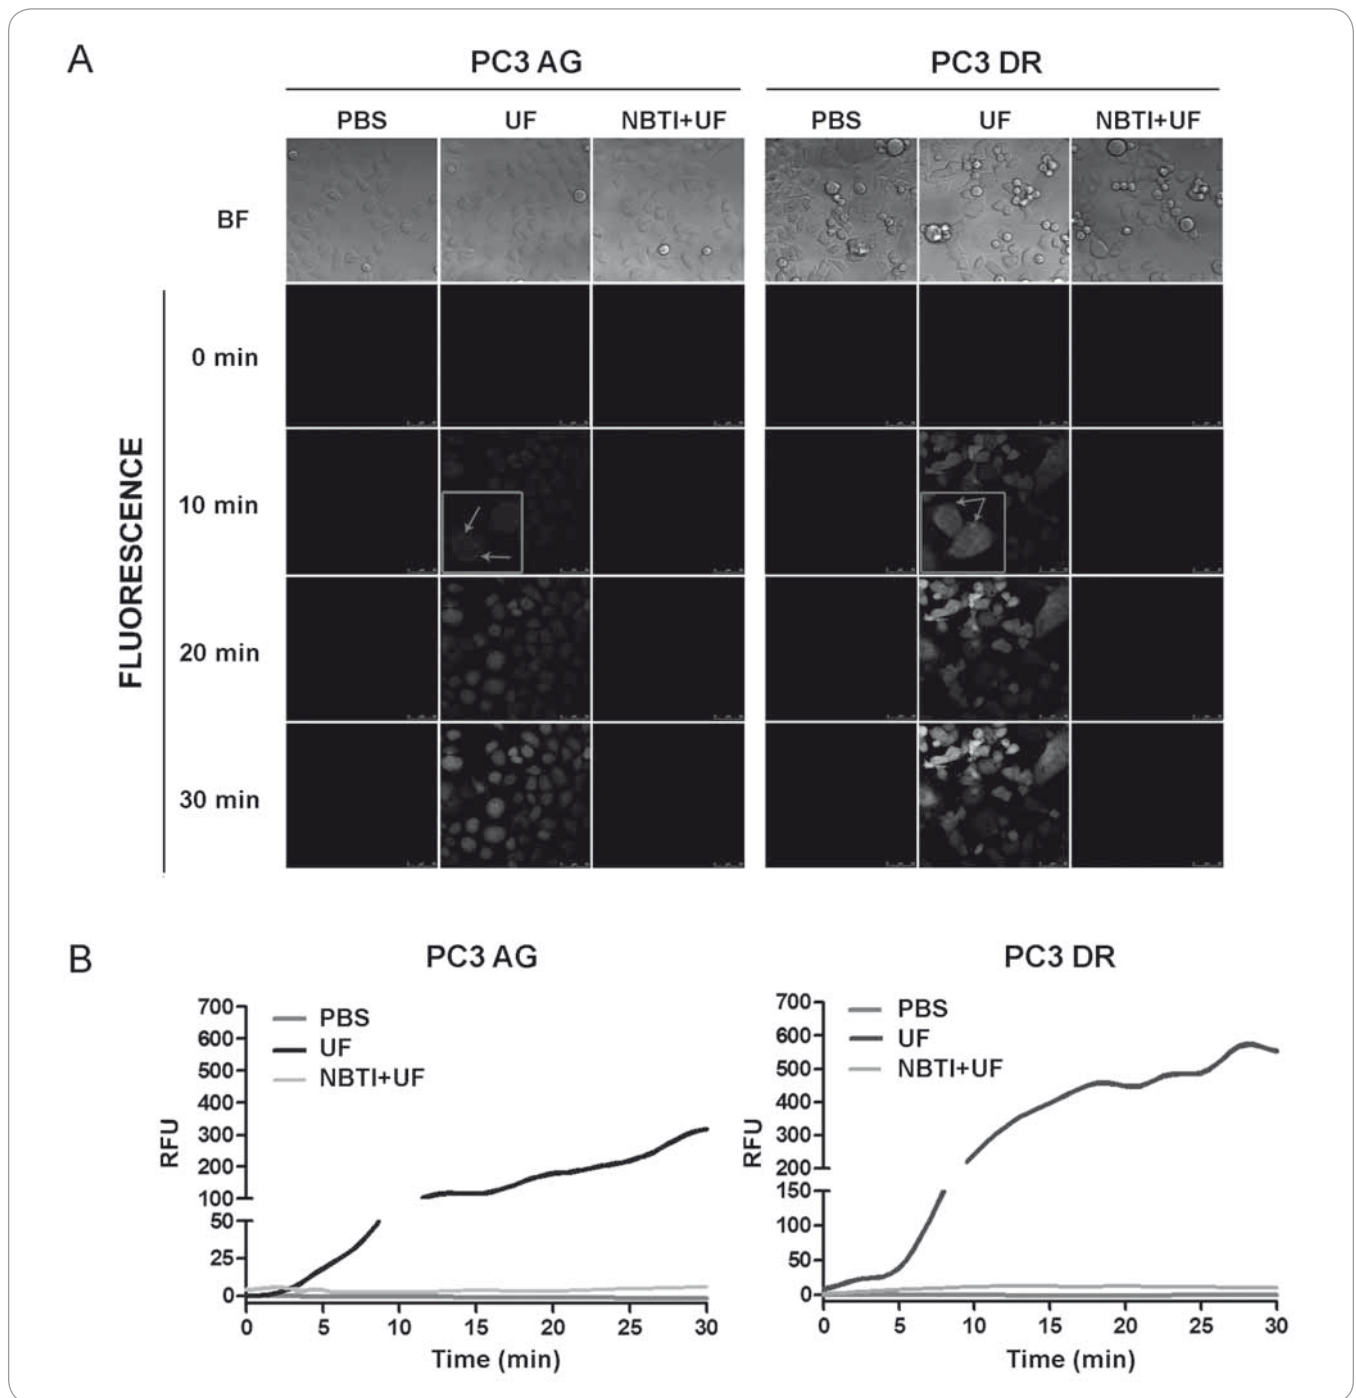 A
PC3 AG
PC3 DR
PBS
UF
NBTI+UF
PBS
UF
NBTI+UF
BF
FLUORESCENCE
0 min
10 min
20 min
30 min
B
PC3 AG
PC3 DR
RFU
700
600
500
400
300
200
100
50
25
0
PBS
UF
NBTI+UF
0 5 10 15 20 25 30
Time (min)
RFU
700
600
500
400
300
200
150
100
50
0
PBS
UF
NBTI+UF
0 5 10 15 20 25 30
Time (min)